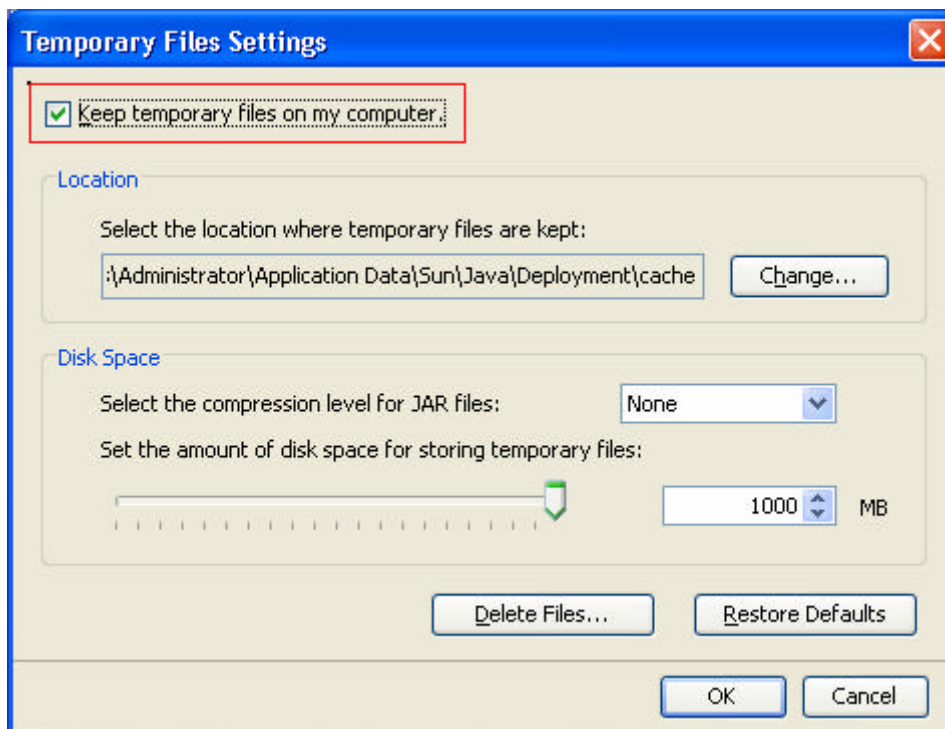 Temporary Files Settings
Keep temporary files on my computer.
Location
Select the location where temporary files are kept:
:\Administrator\Application Data\Sun\Java\Deployment\cache
Change...
Disk Space
Select the compression level for JAR files:
None
Set the amount of disk space for storing temporary files:
1000 MB
Delete Files...
Restore Defaults
OK
Cancel